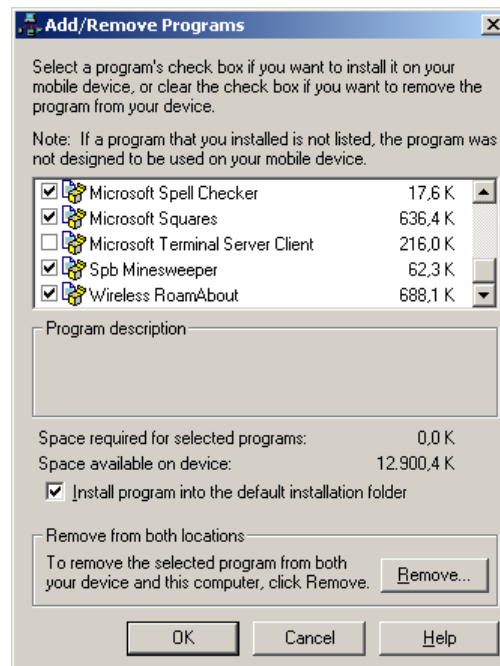 Add/Remove Programs
Select a program's check box if you want to install it on your
mobile device, or clear the check box if you want to remove the
program from your device.
Note: If a program that you installed is not listed, the program was
not designed to be used on your mobile device.
Microsoft Spell Checker 17,6 K
Microsoft Squares 636,4 K
Microsoft Terminal Server Client 216,0 K
Spb Minesweeper 62,3 K
Wireless RoamAbout 688,1 K
Program description
Space required for selected programs: 0,0 K
Space available on device: 12.900,4 K
Install program into the default installation folder
Remove from both locations
To remove the selected program from both
your device and this computer, click Remove.
Remove...
OK Cancel Help